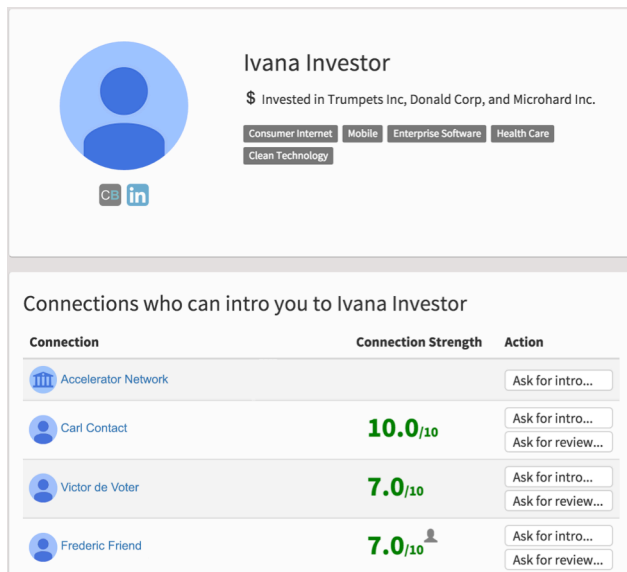 Ivana Investor
$ Invested in Trumpets Inc, Donald Corp, and Microhard Inc.
Consumer Internet Mobile Enterprise Software Health Care
Clean Technology
CB in
Connections who can intro you to Ivana Investor
Connection Connection Strength Action
Accelerator Network Ask for intro...
Carl Contact 10.0/10 Ask for intro...
Ask for review...
Victor de Voter 7.0/10 Ask for intro...
Ask for review...
Frederic Friend 7.0/10 Ask for intro...
Ask for review...